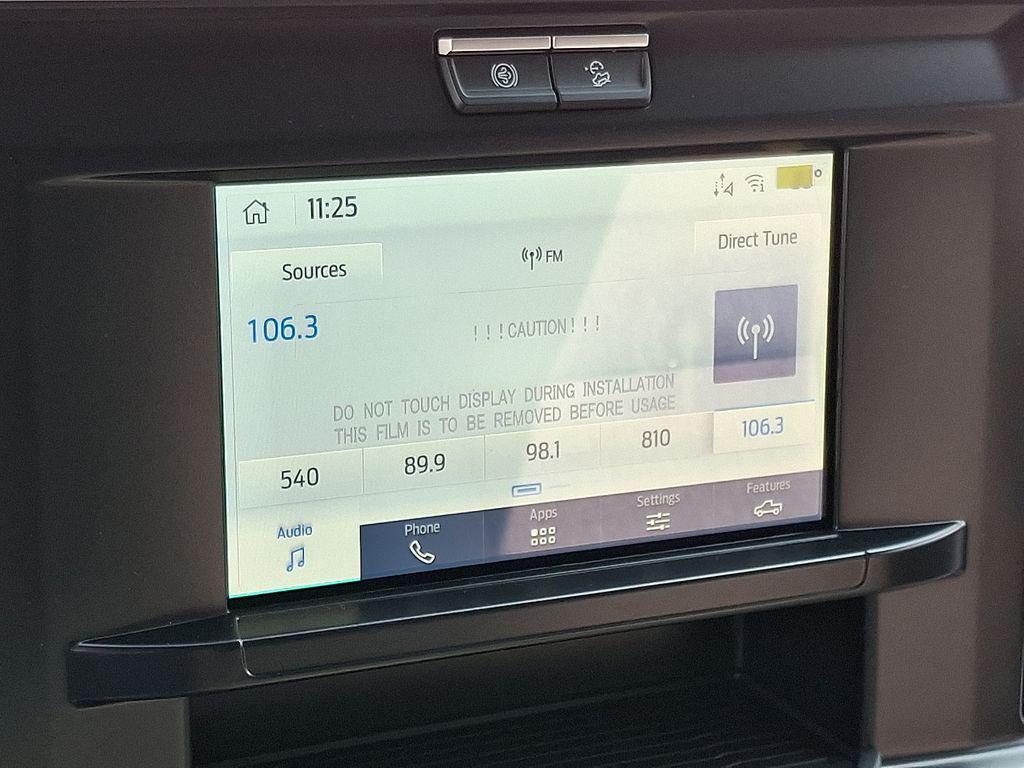 11:25
Sources
FM
Direct Tune
106.3
! ! ! CAUTION ! ! !
DO NOT TOUCH DISPLAY DURING INSTALLATION
THIS FILM IS TO BE REMOVED BEFORE USAGE
540
89.9
98.1
810
106.3
Audio
Phone
Apps
Settings
Features